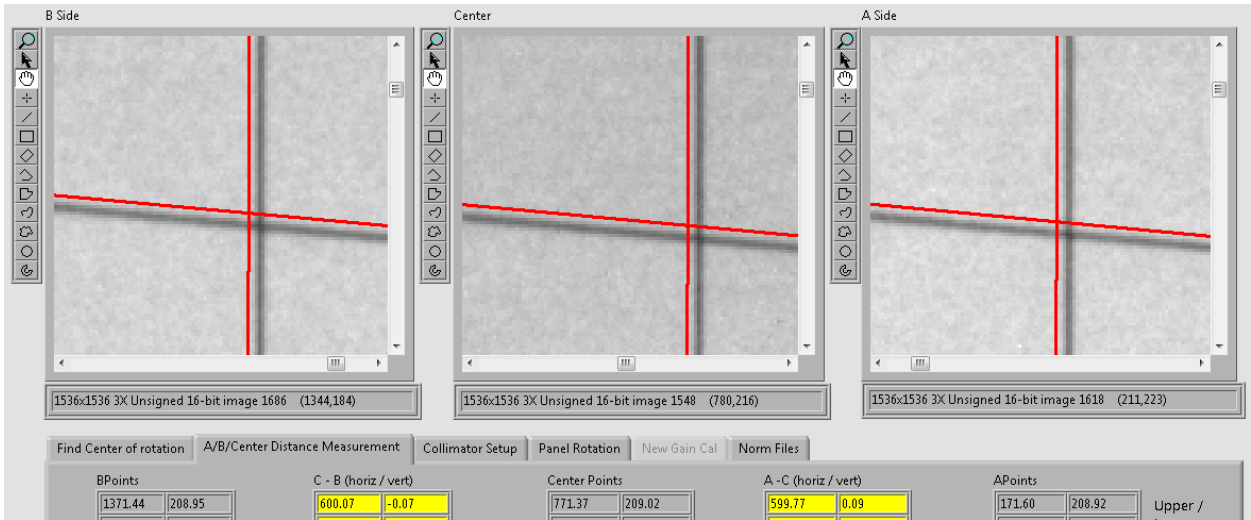 B Side
Center
A Side
1536x1536 3X Unsigned 16-bit image 1686 (1344,184)
1536x1536 3X Unsigned 16-bit image 1548 (780,216)
1536x1536 3X Unsigned 16-bit image 1618 (211,223)
Find Center of rotation
A/B/Center Distance Measurement
Collimator Setup
Panel Rotation
New Gain Cal
Norm Files
BPoints
C - B (horiz / vert)
Center Points
A -C (horiz / vert)
APoints
1371.44 208.95
600.07 -0.07
771.37 209.02
599.77 0.09
171.60 208.92
Upper /